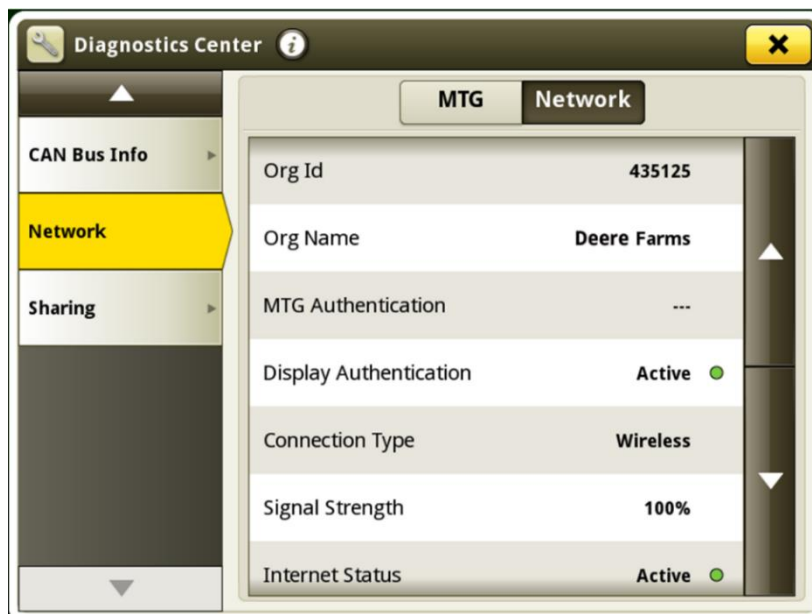 Diagnostics Center i
MTG Network
CAN Bus Info
Network
Sharing
Org Id 435125
Org Name Deere Farms
MTG Authentication ---
Display Authentication Active
Connection Type Wireless
Signal Strength 100%
Internet Status Active